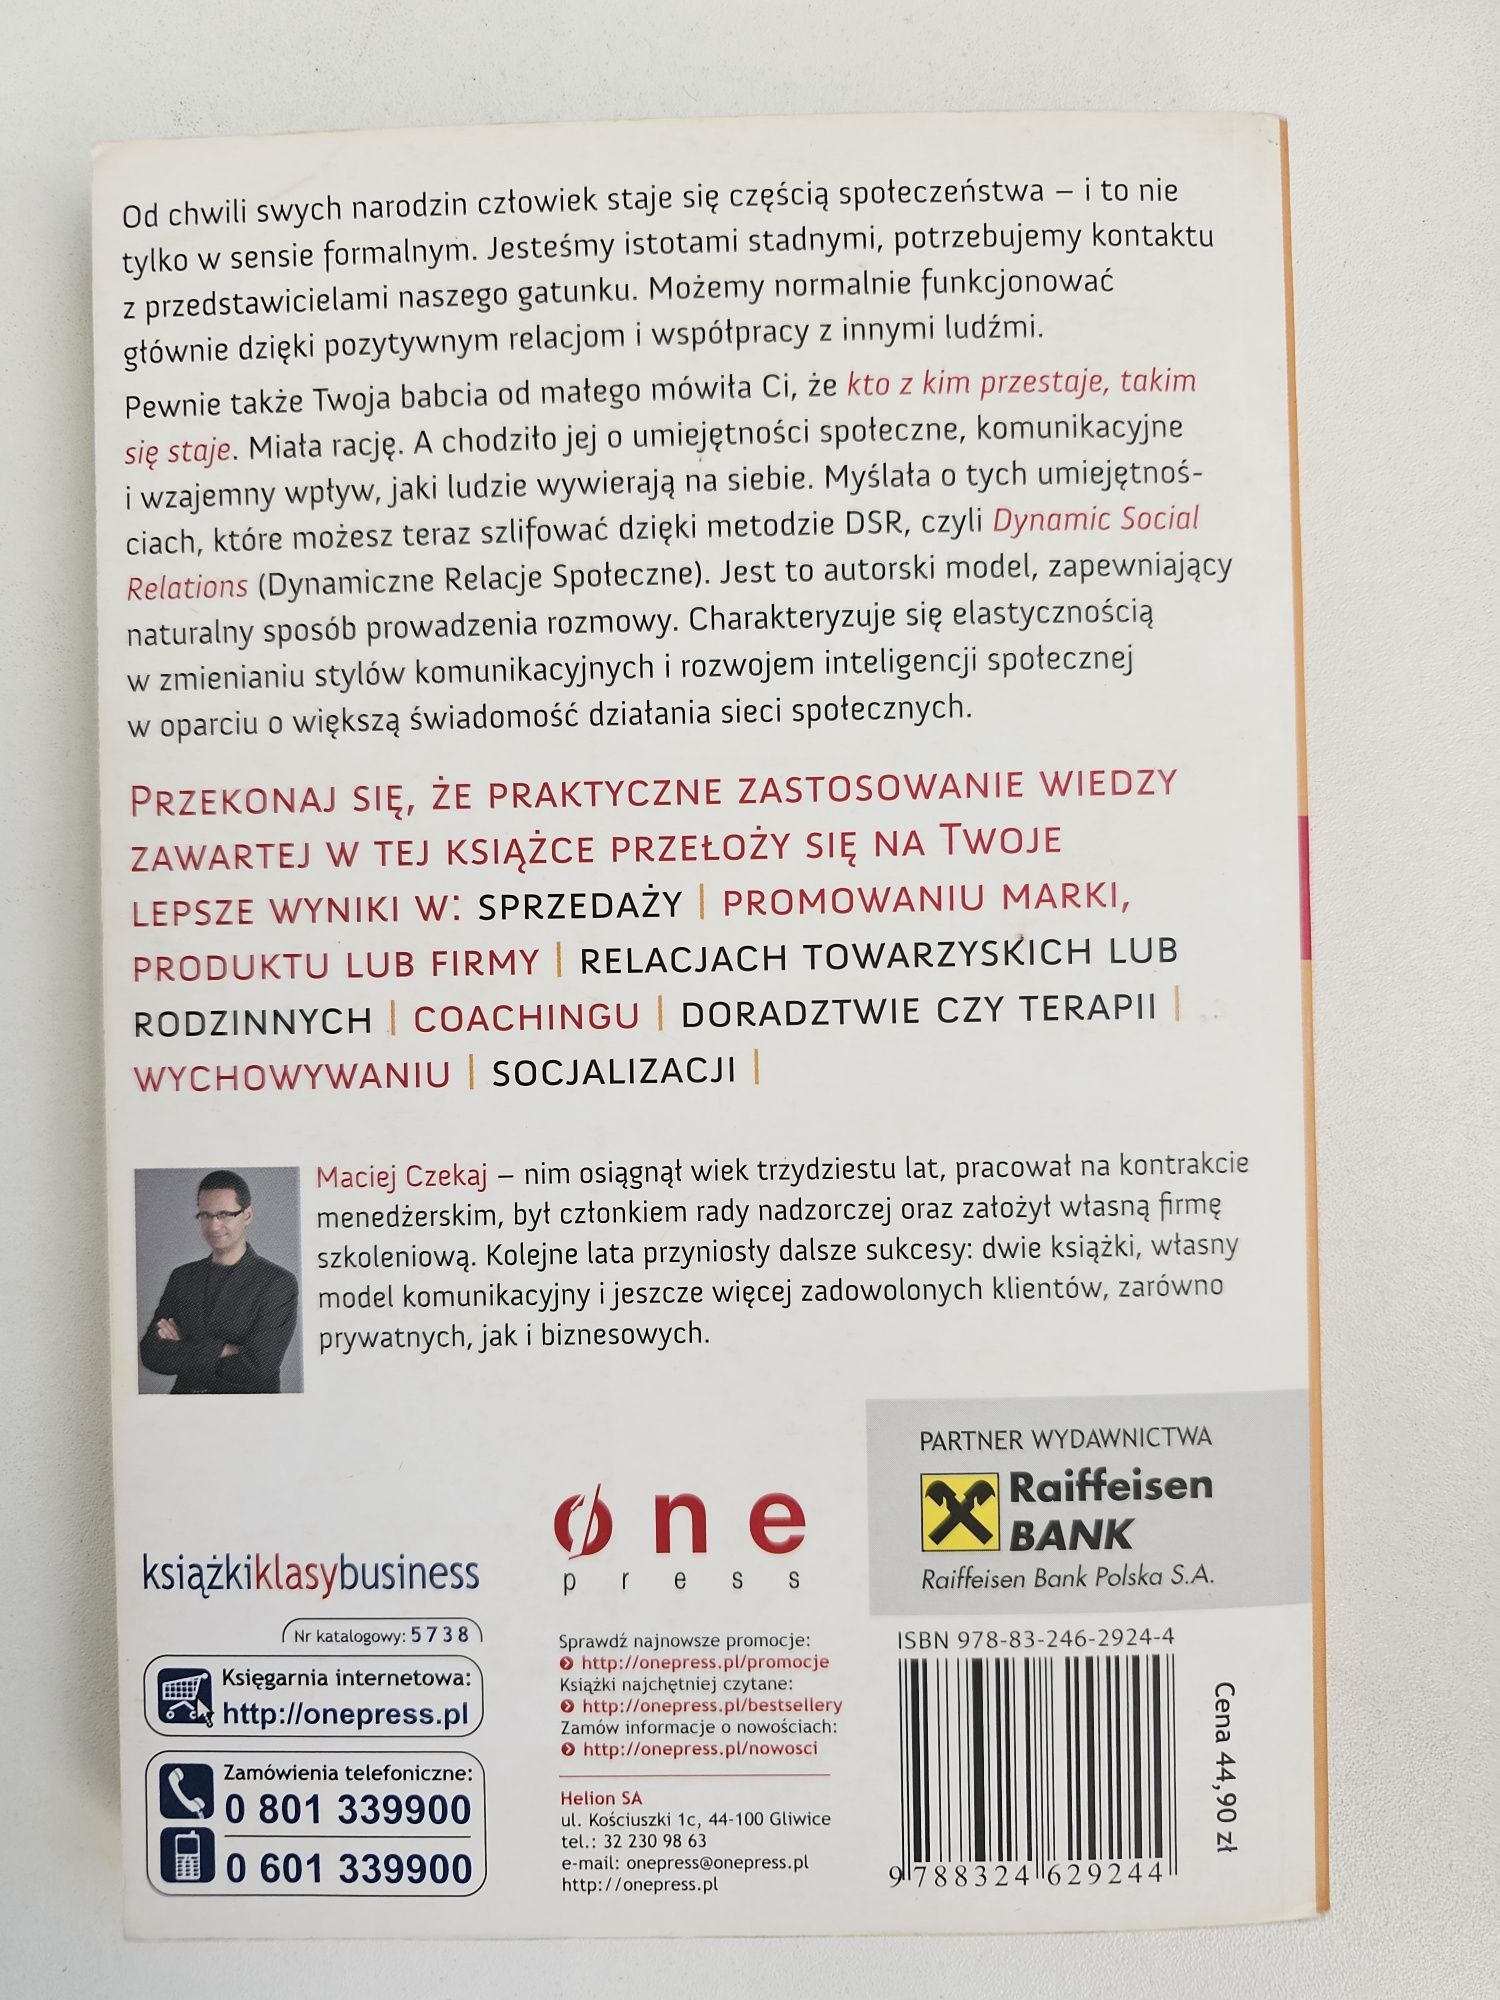 Od chwili swych narodzin człowiek staje się częścią społeczeństwa – i to nie
tylko w sensie formalnym. Jesteśmy istotami stadnymi, potrzebujemy kontaktu
z przedstawicielami naszego gatunku. Możemy normalnie funkcjonować
głównie dzięki pozytywnym relacjom i współpracy z innymi ludźmi.
Pewnie także Twoja babcia od małego mówiła Ci, że kto z kim przestaje, takim
się staje. Miała rację. A chodziło jej o umiejętności społeczne, komunikacyjne
i wzajemny wpływ, jaki ludzie wywierają na siebie. Myślała o tych umiejętnoś-
ciach, które możesz teraz szlifować dzięki metodzie DSR, czyli Dynamic Social
Relations (Dynamiczne Relacje Społeczne). Jest to autorski model, zapewniający
naturalny sposób prowadzenia rozmowy. Charakteryzuje się elastycznością
w zmienianiu stylów komunikacyjnych i rozwojem inteligencji społecznej
w oparciu o większą świadomość działania sieci społecznych.
PRZEKONAJ SIĘ, ŻE PRAKTYCZNE ZASTOSOWANIE WIEDZY
ZAWARTEJ W TEJ KSIĄŻCE PRZEŁOŻY SIĘ NA TWOJE
LEPSZE WYNIKI W: SPRZEDAŻY | PROMOWANIU MARKI,
PRODUKTU LUB FIRMY | RELACJACH TOWARZYSKICH LUB
RODZINNYCH | COACHINGU | DORADZTWIE CZY TERAPII |
WYCHOWYWANIU | SOCJALIZACJI |
Maciej Czekaj – nim osiągnął wiek trzydziestu lat, pracował na kontrakcie
menedżerskim, był członkiem rady nadzorczej oraz założył własną firmę
szkoleniową. Kolejne lata przyniosły dalsze sukcesy: dwie książki, własny
model komunikacyjny i jeszcze więcej zadowolonych klientów, zarówno
prywatnych, jak i biznesowych.
książkiklasybusiness
Nr katalogowy: 5738
Księgarnia internetowa:
http://onepress.pl
Zamówienia telefoniczne:
0 801 339900
0 601 339900
one
press
Sprawdź najnowsze promocje:
http://onepress.pl/promocje
Książki najchętniej czytane:
http://onepress.pl/bestsellery
Zamów informacje o nowościach:
http://onepress.pl/nowosci
Helion SA
ul. Kościuszki 1c, 44-100 Gliwice
tel.: 32 230 98 63
e-mail: onepress@onepress.pl
http://onepress.pl
PARTNER WYDAWNICTWA
Raiffeisen
BANK
Raiffeisen Bank Polska S.A.
ISBN 978-83-246-2924-4
9 788324 629244
Cena 44,90 zł